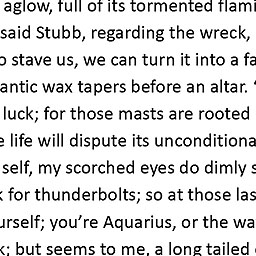 aglow, full of its tormented flami
said Stubb, regarding the wreck,
o stave us, we can turn it into a fa
antic wax tapers before an altar. ‘
luck; for those masts are rooted
e life will dispute its unconditiona
self, my scorched eyes do dimly s
k for thunderbolts; so at those las
urself; you’re Aquarius, or the wa
k; but seems to me, a long tailed